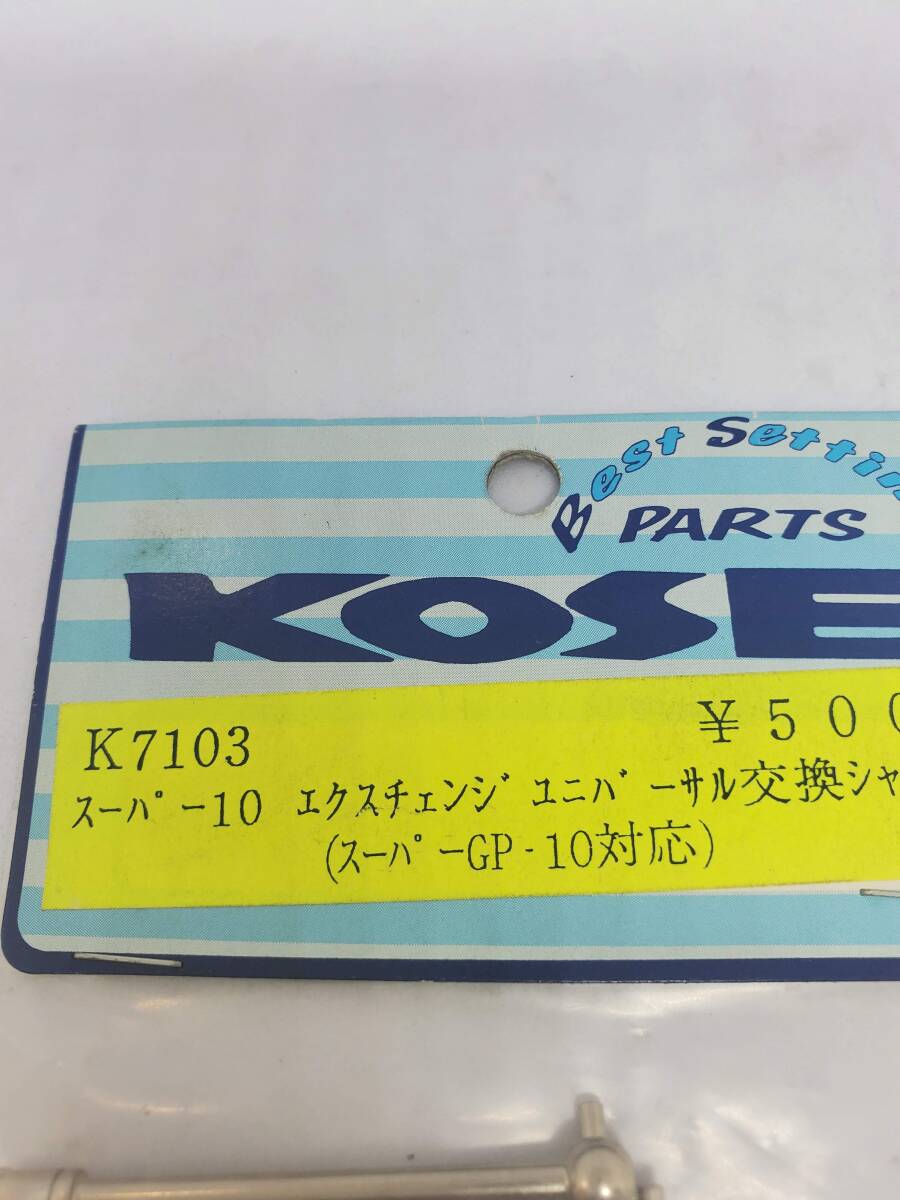 Best Settin
PARTS
KOSE
K7103
¥500
ｽｰﾊﾟｰ10 ｴｸｽﾁｪﾝｼﾞ ﾕﾆﾊﾞｰｻﾙ交換ｼｬ
(ｽｰﾊﾟｰGP-10対応)